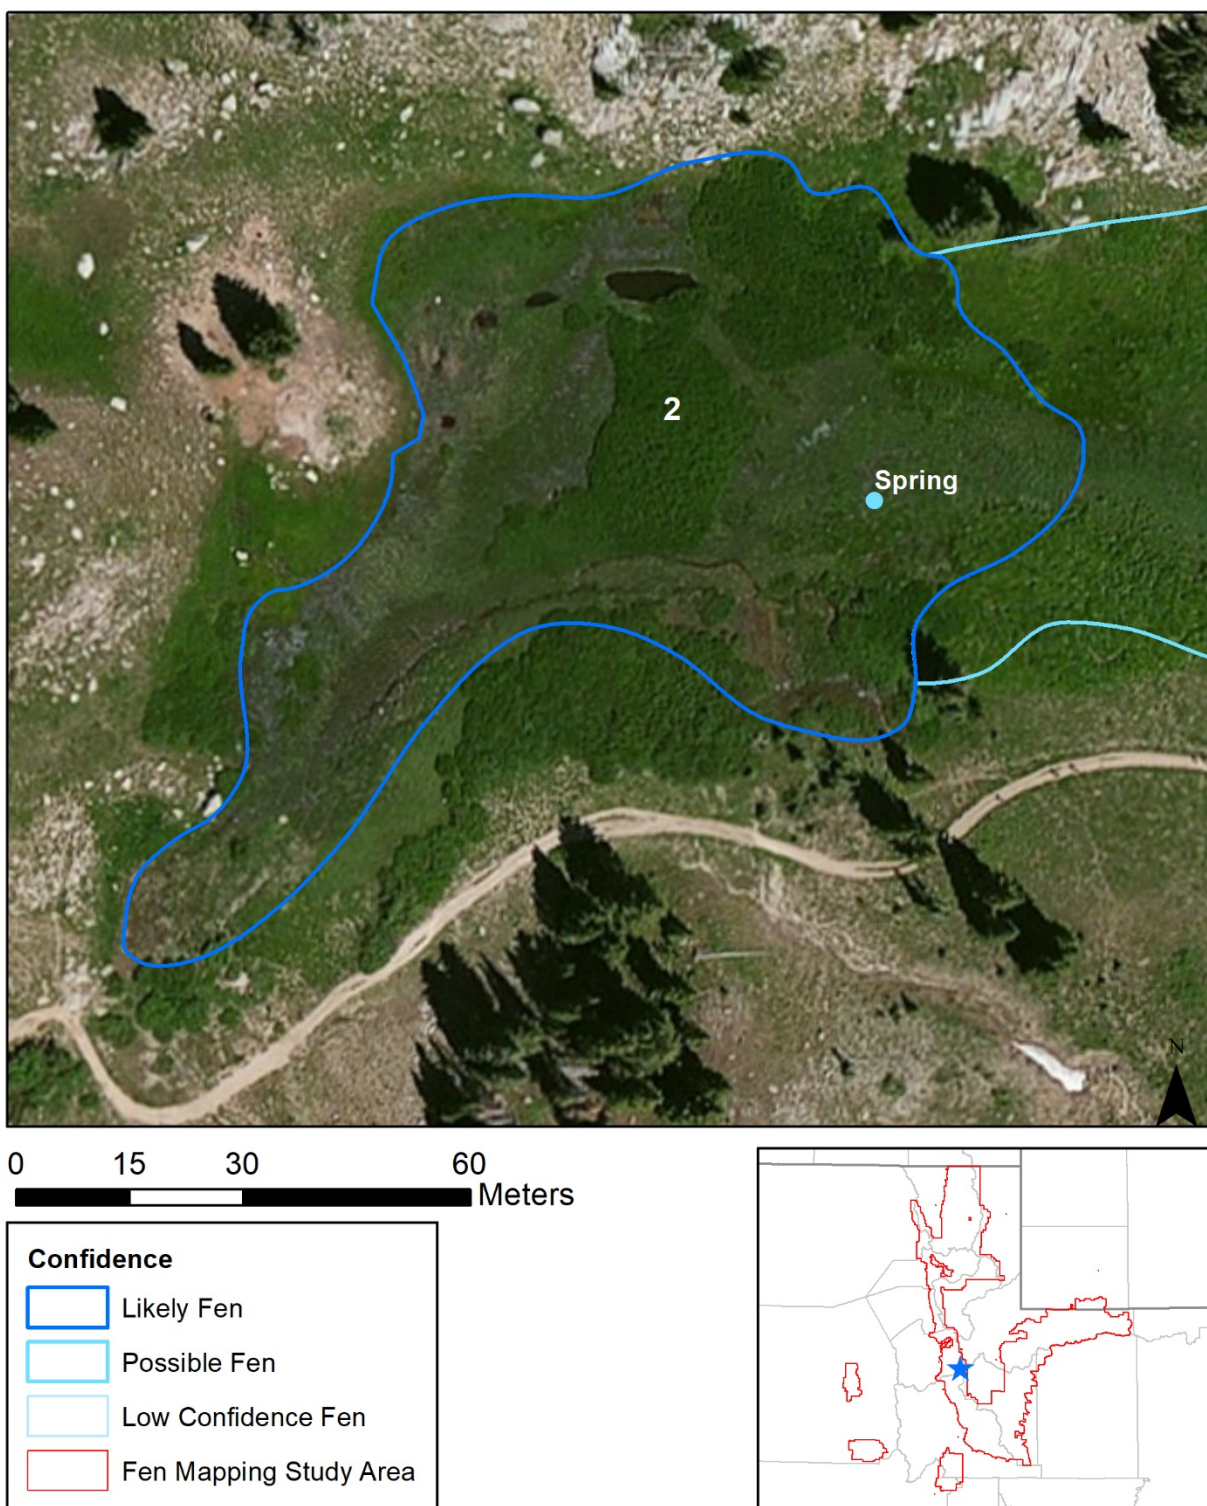 2
Spring
N
0 15 30 60
Meters
Confidence
Likely Fen
Possible Fen
Low Confidence Fen
Fen Mapping Study Area